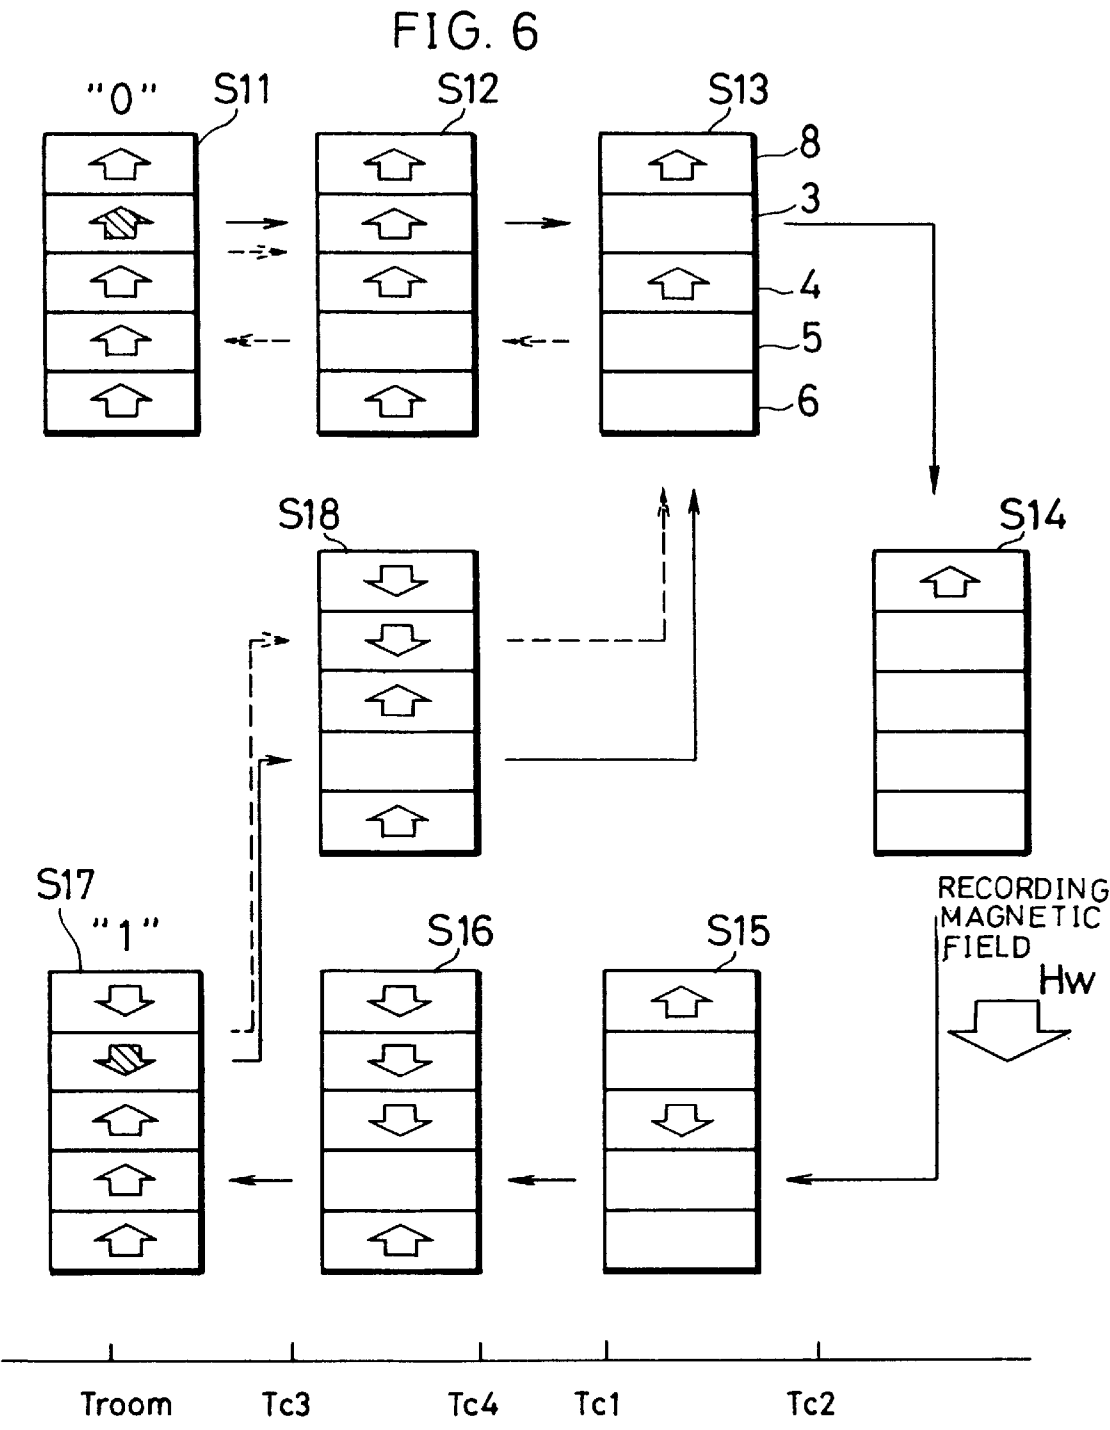 FIG. 6
"0"
S11
S12
S13
8
3
4
5
6
S18
S14
S17
"1"
S16
S15
RECORDING
MAGNETIC
FIELD
Hw
Troom Tc3 Tc4 Tc1 Tc2